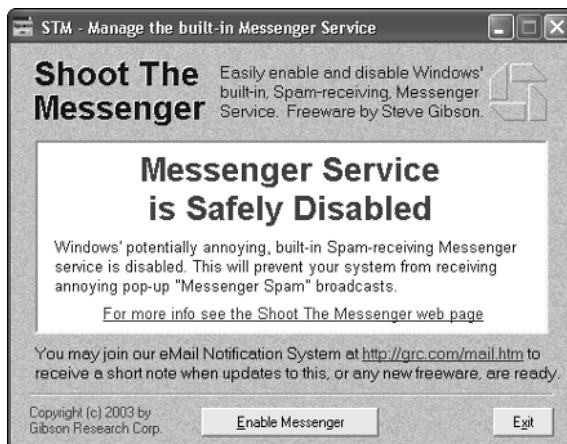 STM - Manage the built-in Messenger Service
Shoot The
Messenger
Easily enable and disable Windows'
built-in, Spam-receiving, Messenger
Service. Freeware by Steve Gibson.
Messenger Service
is Safely Disabled
Windows' potentially annoying, built-in Spam-receiving Messenger
service is disabled. This will prevent your system from receiving
annoying pop-up "Messenger Spam" broadcasts.
For more info see the Shoot The Messenger web page
You may join our eMail Notification System at http://grc.com/mail.htm to
receive a short note when updates to this, or any new freeware, are ready.
Copyright (c) 2003 by
Gibson Research Corp.
Enable Messenger
Exit